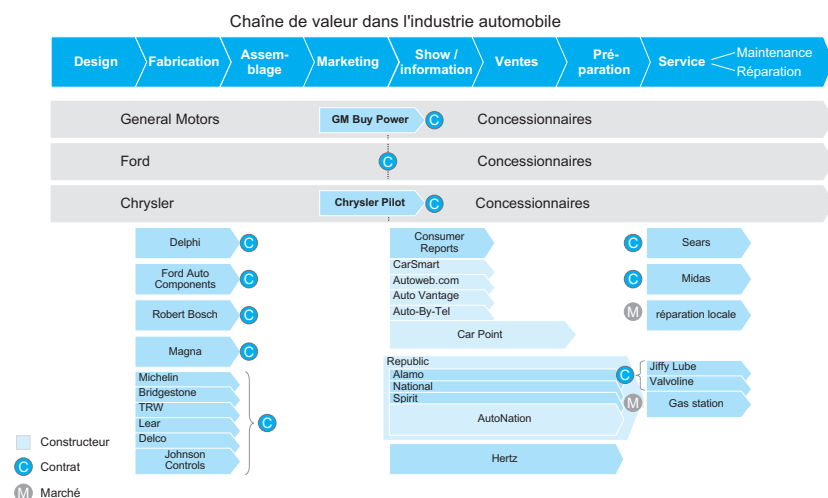 Chaîne de valeur dans l'industrie automobile
Design
Fabrication
Assem-
blage
Marketing
Show /
information
Ventes
Pré-
paration
Service
Maintenance
Réparation
General Motors
GM Buy Power
C
Concessionnaires
Ford
C
Concessionnaires
Chrysler
Chrysler Pilot
C
Concessionnaires
Delphi
C
Ford Auto
Components
C
Robert Bosch
C
Magna
C
Michelin
Bridgestone
TRW
Lear
Delco
Johnson
Controls
C
Consumer
Reports
CarSmart
Autoweb.com
Auto Vantage
Auto-By-Tel
Car Point
Republic
Alamo
National
Spirit
AutoNation
Hertz
C
Sears
C
Midas
M
réparation locale
C
Jiffy Lube
Valvoline
M
Gas station
Constructeur
C
Contrat
M
Marché